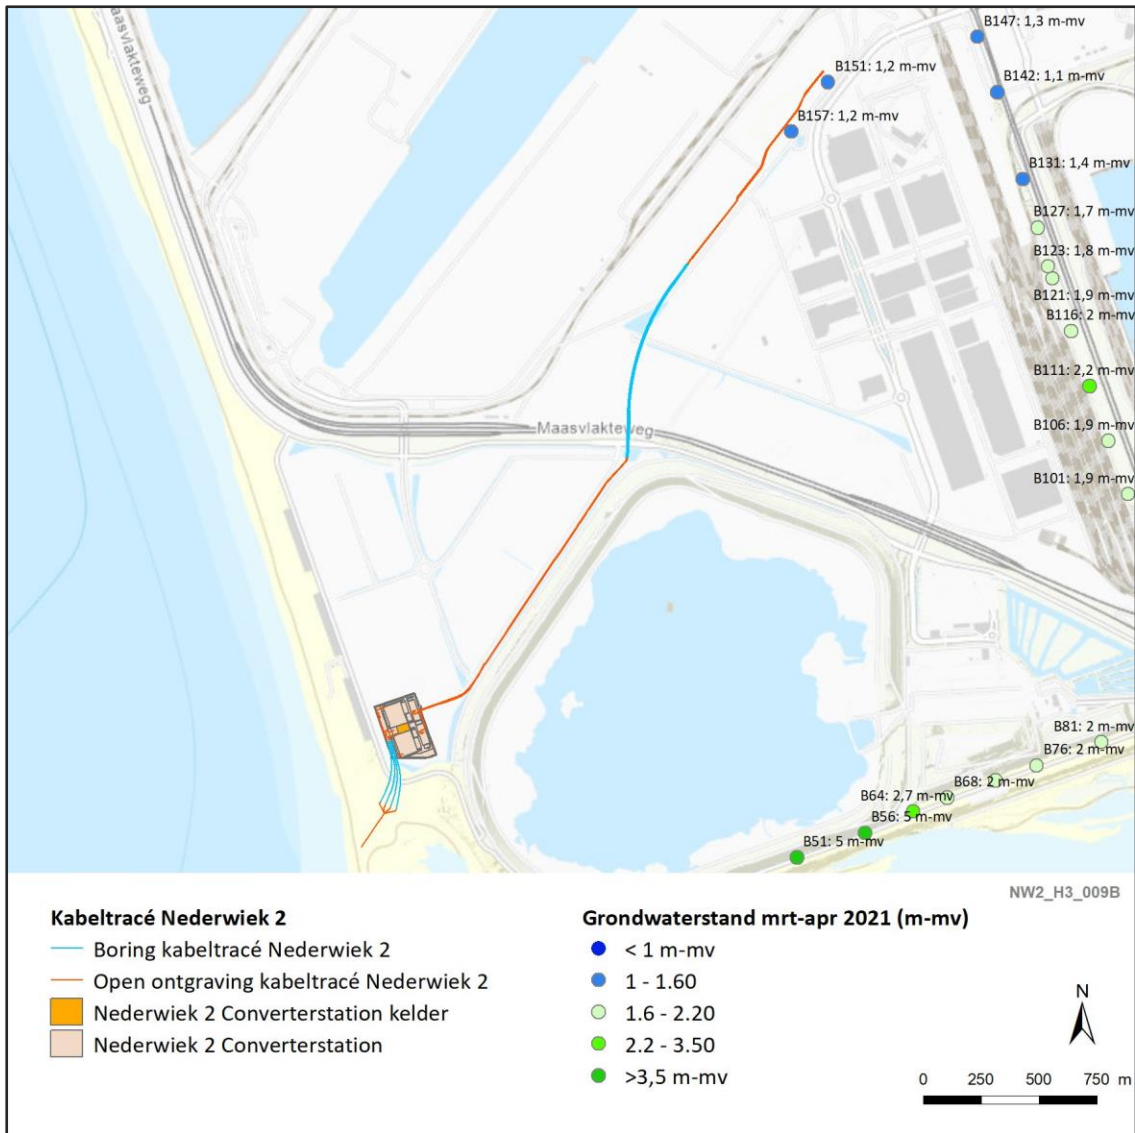 Maasvlakteweg
B147: 1,3 m-mv
B151: 1,2 m-mv
B142: 1,1 m-mv
B157: 1,2 m-mv
B131: 1,4 m-mv
B127: 1,7 m-mv
B123: 1,8 m-mv
B121: 1,9 m-mv
B116: 2 m-mv
B111: 2,2 m-mv
B106: 1,9 m-mv
Maasvlakteweg
B101: 1,9 m-mv
B81: 2 m-mv
B76: 2 m-mv
B68: 2 m-mv
B64: 2,7 m-mv
B56: 5 m-mv
B51: 5 m-mv
NW2_H3_009B
Kabeltracé Nederwiek 2
Boring kabeltracé Nederwiek 2
Open ontgraving kabeltracé Nederwiek 2
Nederwiek 2 Converterstation kelder
Nederwiek 2 Converterstation
Grondwaterstand mrt-apr 2021 (m-mv)
< 1 m-mv
1 - 1.60
1.6 - 2.20
2.2 - 3.50
>3,5 m-mv
N
0 250 500 750 m